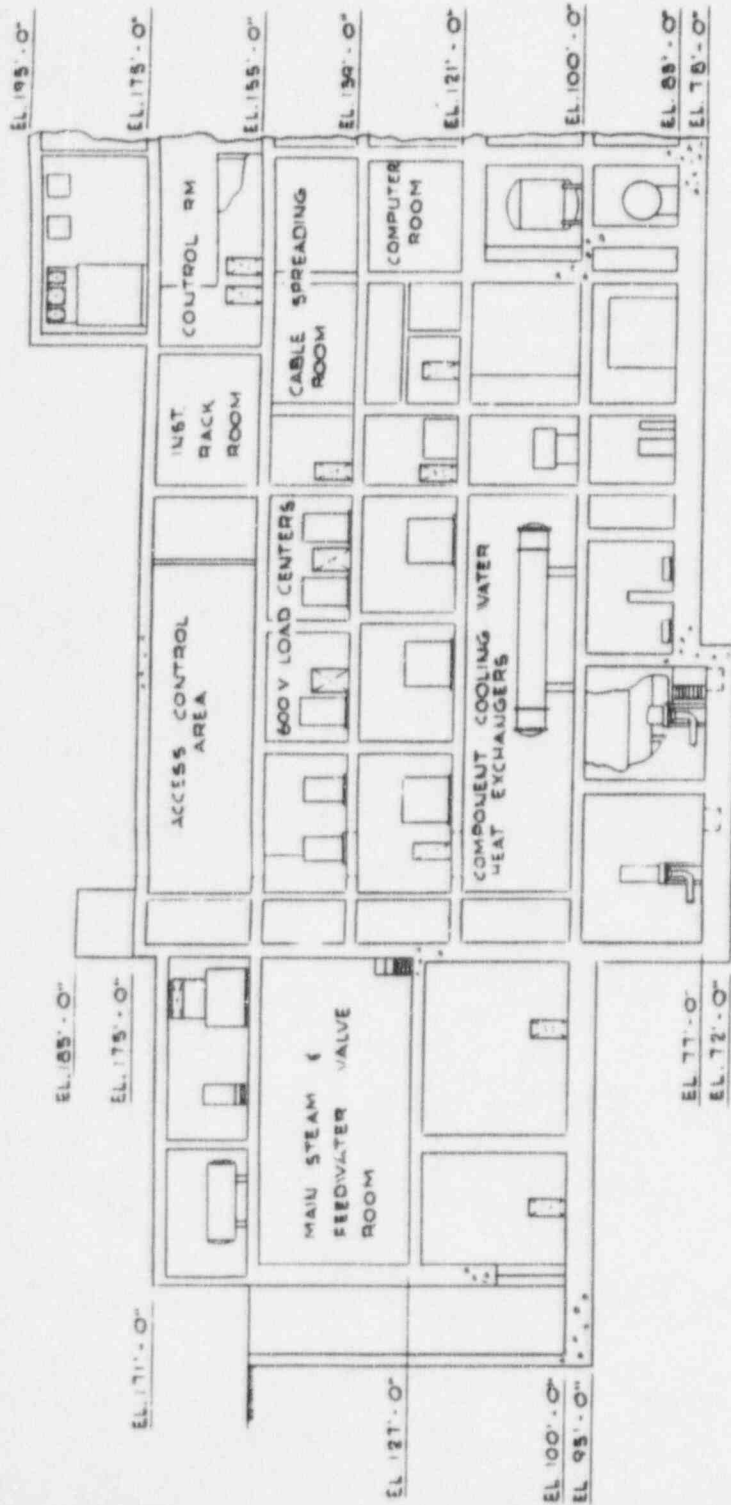 EL. 195'-0"
EL. 175'-0"
EL. 155'-0"
EL. 139'-0"
EL. 121'-0"
EL. 100'-0"
EL. 83'-0"
EL. 78'-0"
CONTROL RM
INST.
RACK
ROOM
CABLE SPREADING
ROOM
COMPUTER
ROOM
ACCESS CONTROL
AREA
600 V LOAD CENTERS
COMPONENT COOLING WATER
HEAT EXCHANGERS
EL. 185'-0"
EL. 175'-0"
MAIN STEAM &
FEEDWATER VALVE
ROOM
EL. 77'-0"
EL. 72'-0"
EL. 171'-0"
EL 127'-0"
EL 100'-0"
EL 95'-0"